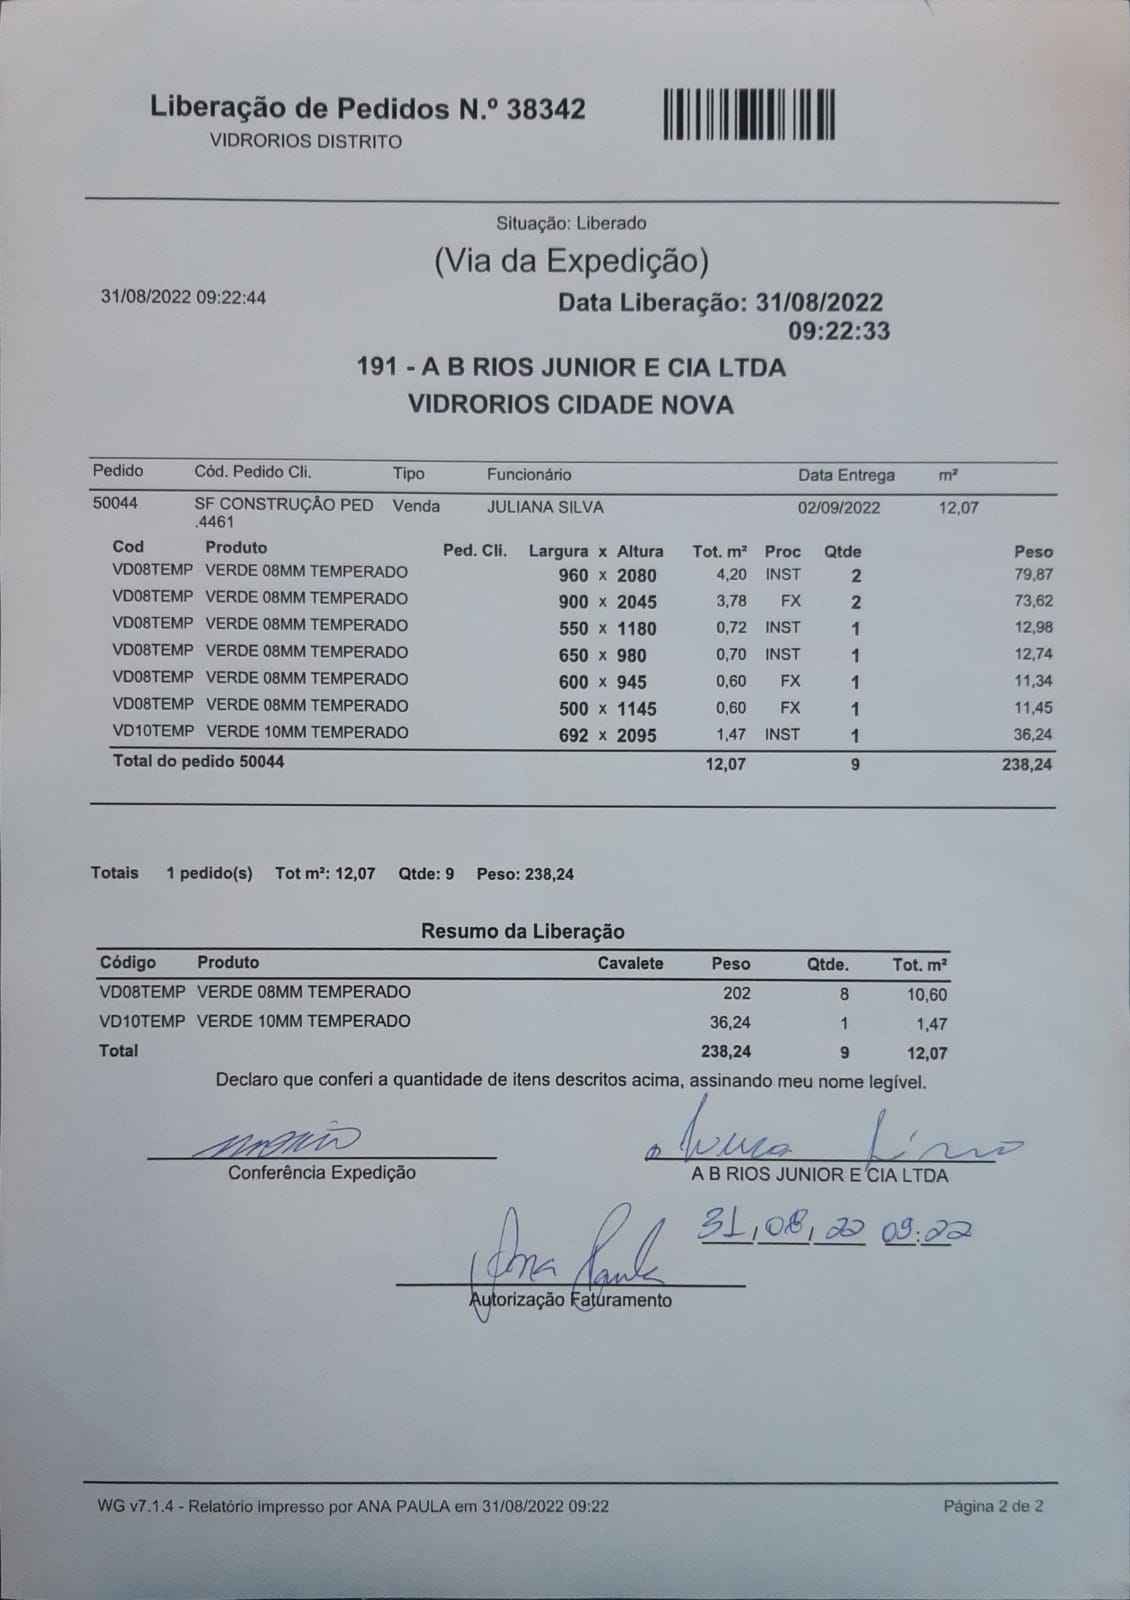 Liberação de Pedidos N.º 38342
VIDRORIOS DISTRITO
Situação: Liberado
(Via da Expedição)
31/08/2022 09:22:44
Data Liberação: 31/08/2022
09:22:33
191 - A B RIOS JUNIOR E CIA LTDA
VIDRORIOS CIDADE NOVA
Pedido Cód. Pedido Cli. Tipo Funcionário Data Entrega m²
50044 SF CONSTRUÇÂO PED Venda JULIANA SILVA 02/09/2022 12,07
.4461
Cod Produto Ped. Cli. Largura x Altura Tot. m² Proc Qtde Peso
VD08TEMP VERDE 08MM TEMPERADO 960 x 2080 4,20 INST 2 79,87
VD08TEMP VERDE 08MM TEMPERADO 900 x 2045 3,78 FX 2 73,62
VD08TEMP VERDE 08MM TEMPERADO 550 x 1180 0,72 INST 1 12,98
VD08TEMP VERDE 08MM TEMPERADO 650 x 980 0,70 INST 1 12,74
VD08TEMP VERDE 08MM TEMPERADO 600 x 945 0,60 FX 1 11,34
VD08TEMP VERDE 08MM TEMPERADO 500 x 1145 0,60 FX 1 11,45
VD10TEMP VERDE 10MM TEMPERADO 692 x 2095 1,47 INST 1 36,24
Total do pedido 50044 12,07 9 238,24
Totais 1 pedido(s) Tot m²: 12,07 Qtde: 9 Peso: 238,24
Resumo da Liberação
Código Produto Cavalete Peso Qtde. Tot. m²
VD08TEMP VERDE 08MM TEMPERADO 202 8 10,60
VD10TEMP VERDE 10MM TEMPERADO 36,24 1 1,47
Total 238,24 9 12,07
Declaro que conferi a quantidade de itens descritos acima, assinando meu nome legível.
Conferência Expedição
A B RIOS JUNIOR E CIA LTDA
31,08,22 09:22
Ana Paula
Autorização Faturamento
WG v7.1.4 - Relatório impresso por ANA PAULA em 31/08/2022 09:22 Página 2 de 2